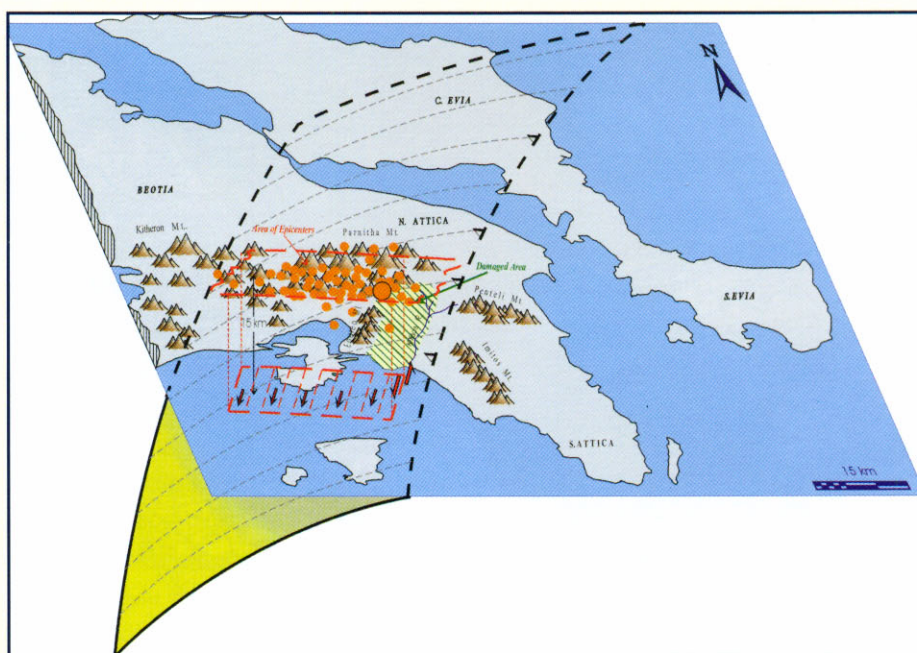 N
C. EVIA
BEOTIA
N. ATTICA
Kitheron Mt.
Area of Epicenters
Parnitha Mt.
Damaged Area
S.EVIA
Penteli Mt.
15 km
Imitos Mt.
S.ATTICA
15 km